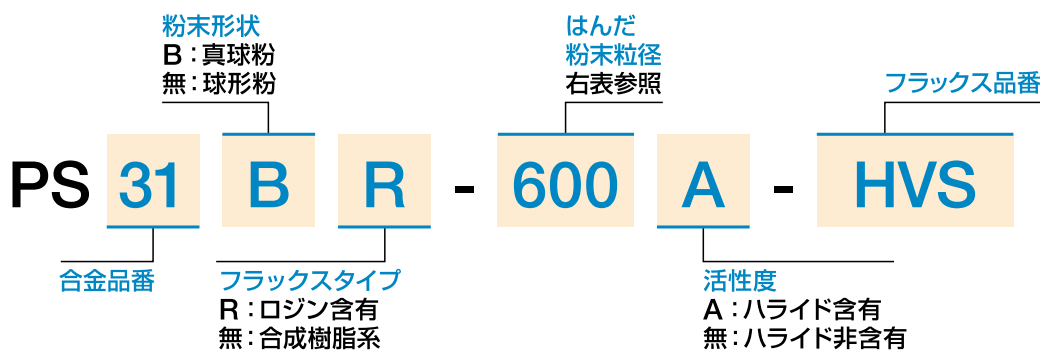 粉末形状
B：真球粉
無：球形粉
はんだ
粉末粒径
右表参照
フラックス品番
PS 31 B R - 600 A - HVS
合金品番
フラックスタイプ
R：ロジン含有
無：合成樹脂系
活性度
A：ハライド含有
無：ハライド非含有